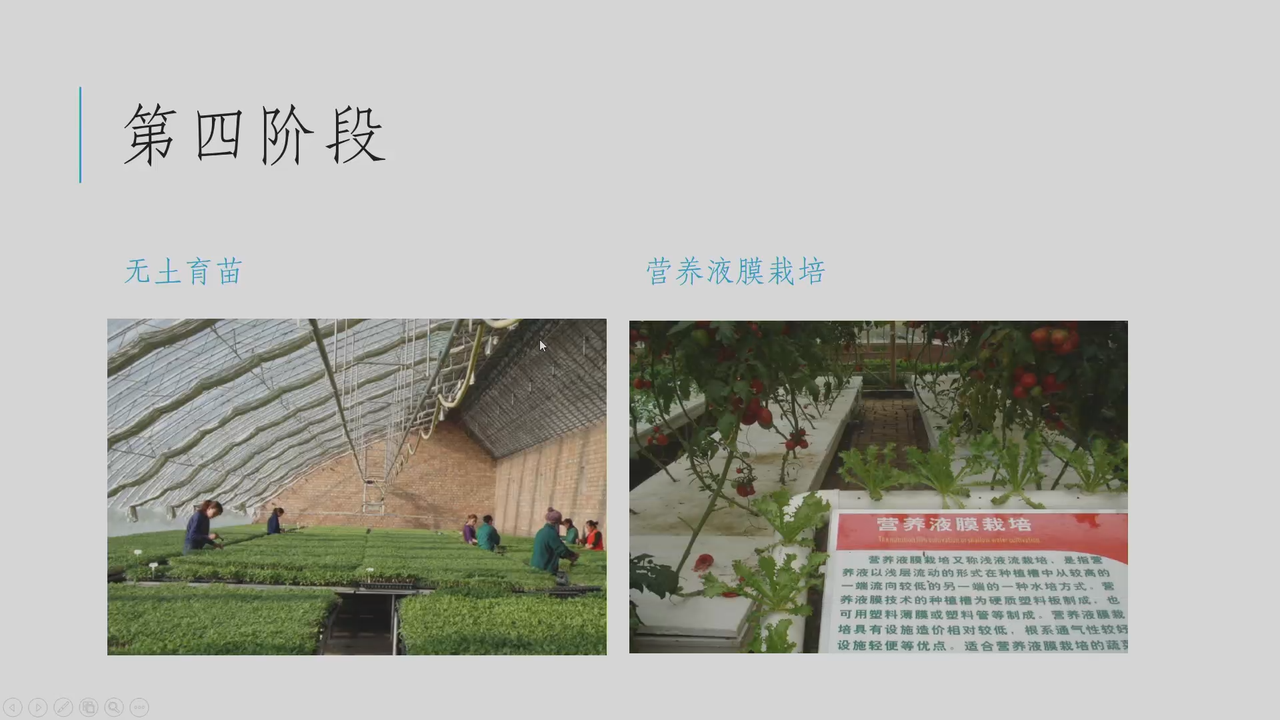 第四阶段
无土育苗
营养液膜栽培
营养液膜栽培
营养液膜栽培又称浅液流栽培，是指营
养液以浅层流动的形式在种植槽中从较高的
一端流向较低的另一端的一种水培方式。营
养液膜技术的种植槽为硬质塑料板制成，也
可用塑料薄膜或塑料管等制成。营养液膜栽
培具有设施造价相对较低，根系通气性较好
设施轻便等优点。适合营养液膜栽培的蔬菜